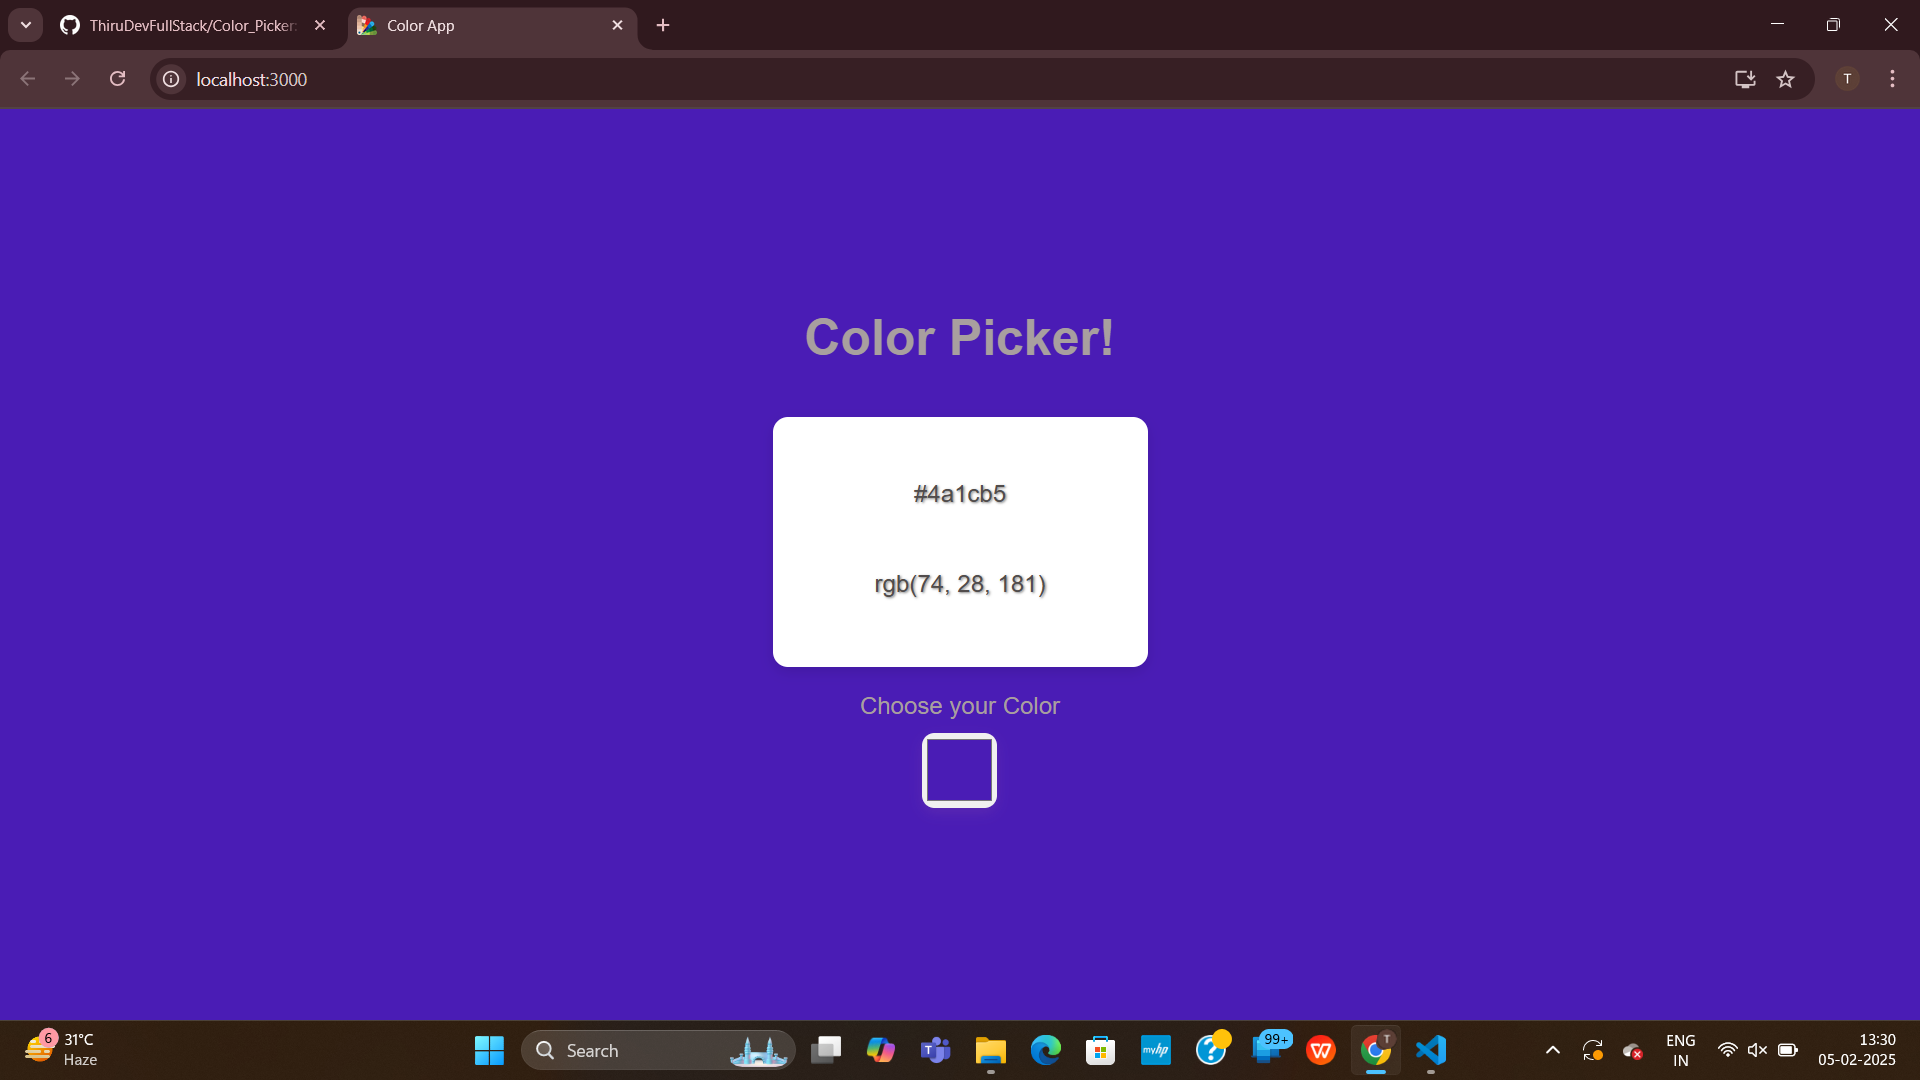 ThiruDevFullStack/Color_Picker:
Color App
localhost:3000
T
Color Picker!
#4a1cb5
rgb(74, 28, 181)
Choose your Color
6
31°C
Haze
Search
T
myhp
?
99+
W
T
ENG
IN
13:30
05-02-2025